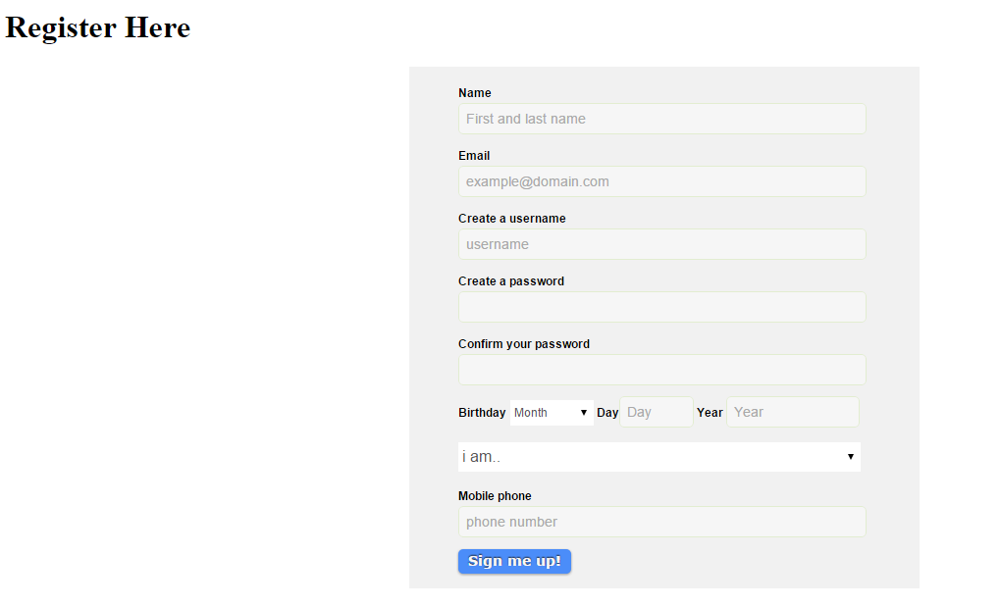 Register Here
Name
First and last name
Email
example@domain.com
Create a username
username
Create a password
Confirm your password
Birthday Month Day Day Year Year
i am..
Mobile phone
phone number
Sign me up!